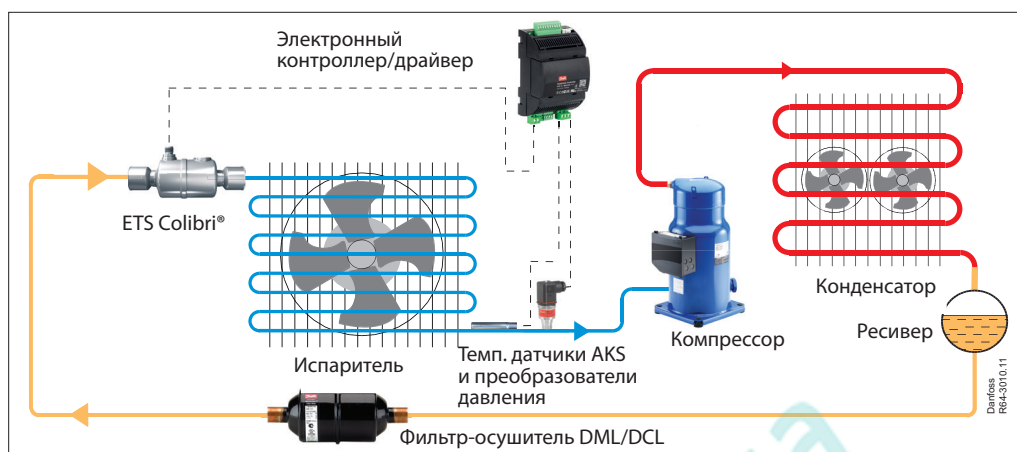 Электронный
контроллер/драйвер
ETS Colibri®
Испаритель
Темп. датчики AKS
и преобразователи
давления
Компрессор
Конденсатор
Ресивер
Фильтр-осушитель DML/DCL
Danfoss
R64-3010.11